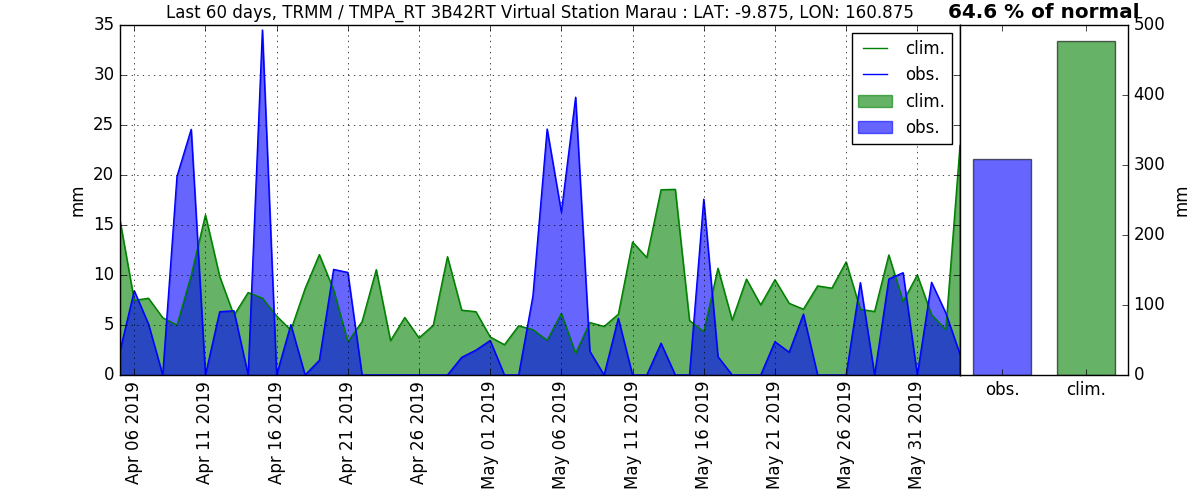 Last 60 days, TRMM / TMPA_RT 3B42RT Virtual Station Marau : LAT: -9.875, LON: 160.875
64.6 % of normal
mm
35
30
25
20
15
10
5
0
clim.
obs.
clim.
obs.
Apr 06 2019
Apr 11 2019
Apr 16 2019
Apr 21 2019
Apr 26 2019
May 01 2019
May 06 2019
May 11 2019
May 16 2019
May 21 2019
May 26 2019
May 31 2019
obs.
clim.
500
400
300
200
100
0
mm